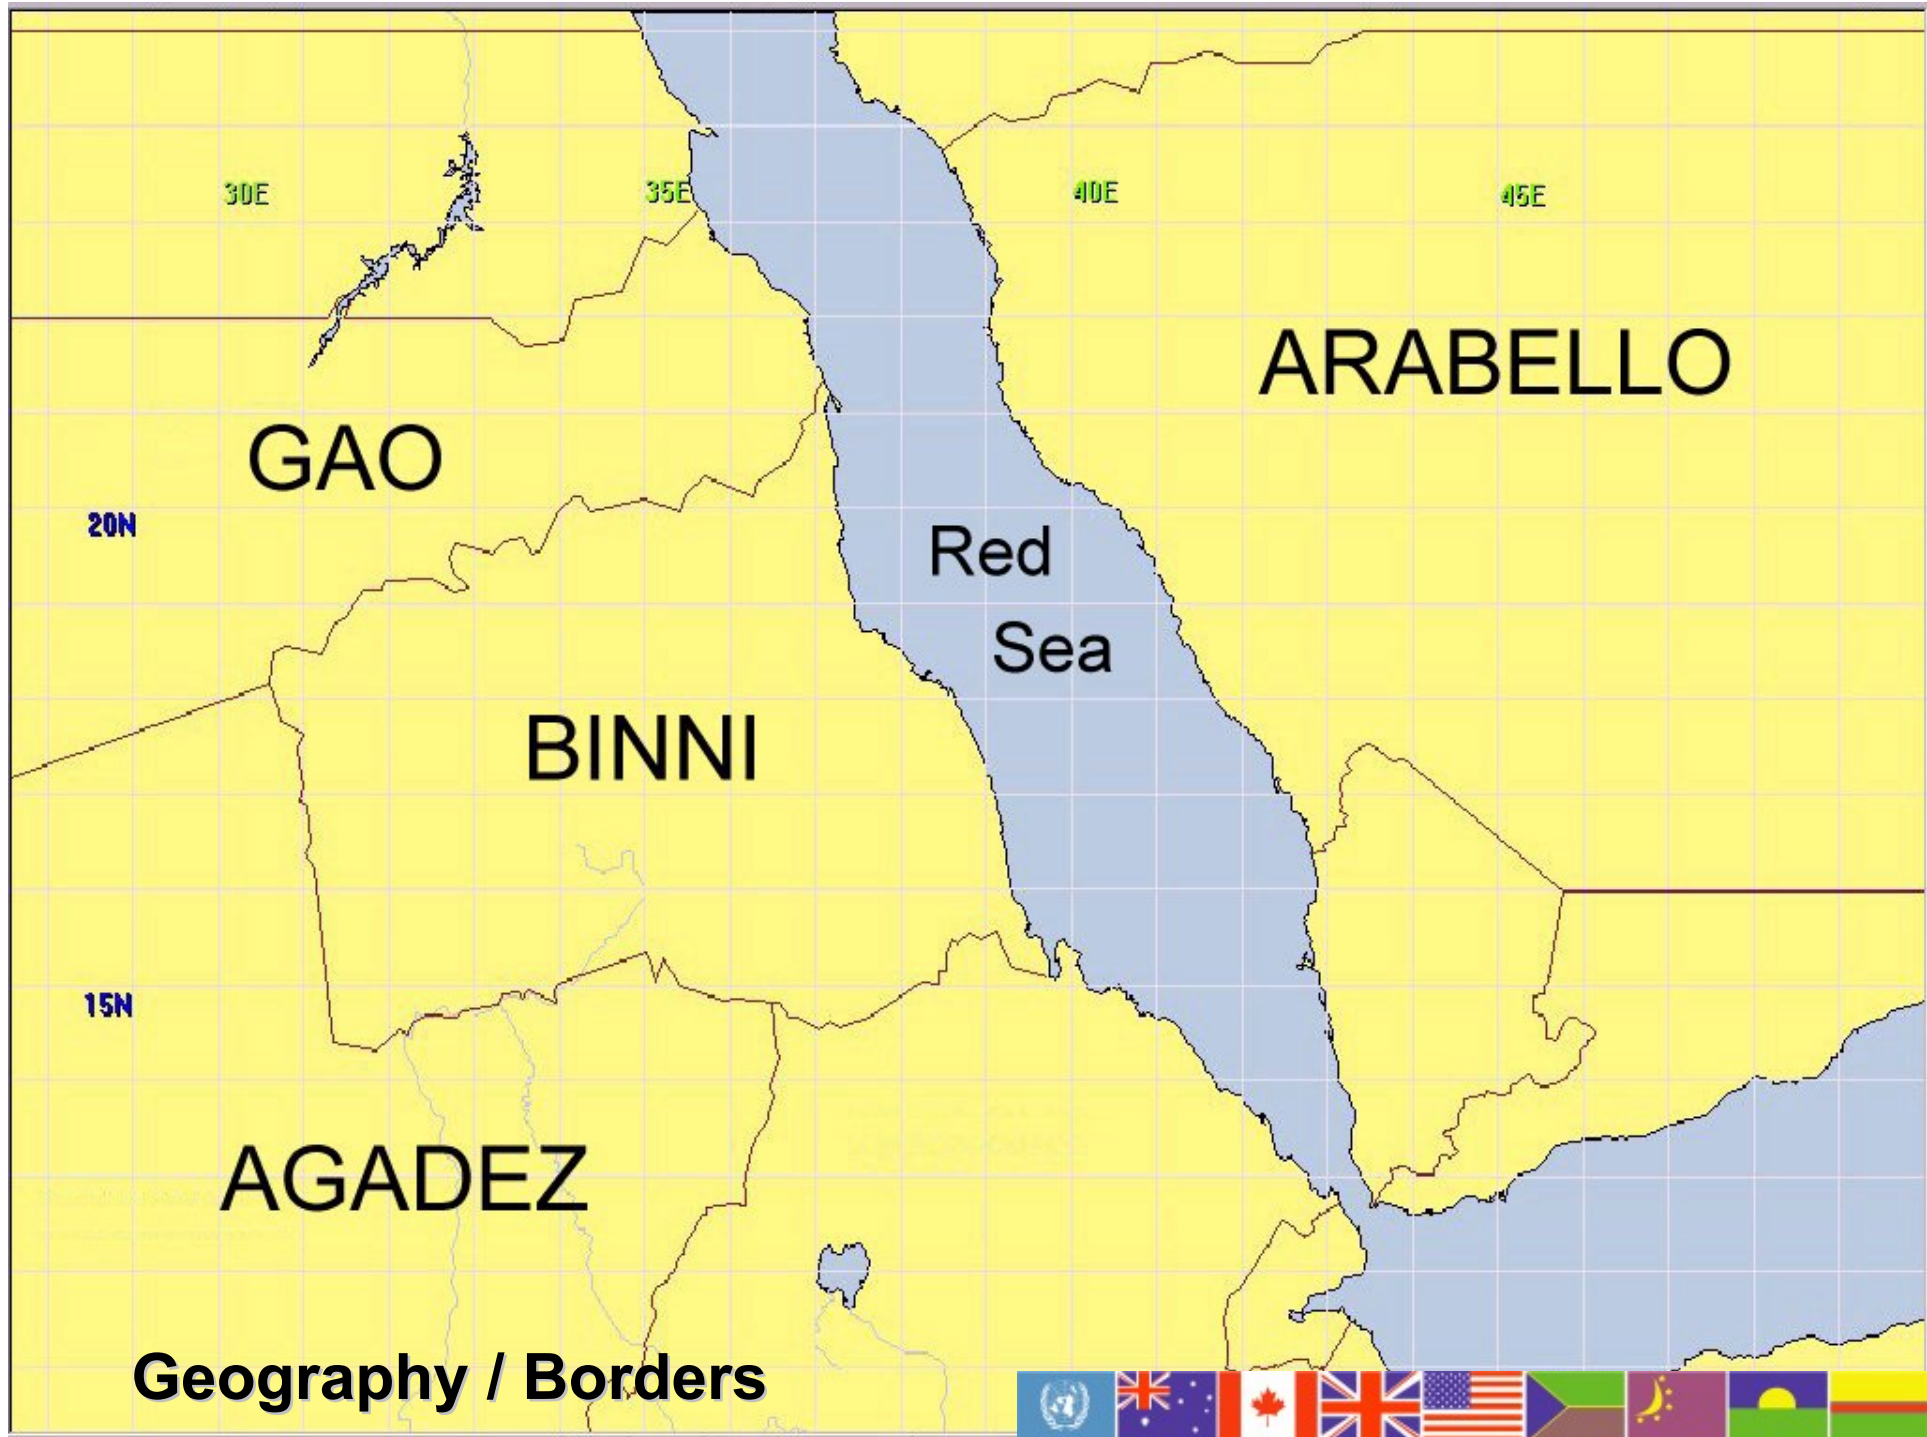 30E
35E
40E
45E
ARABELLO
GAO
20N
Red
Sea
BINNI
15N
AGADEZ
Geography / Borders